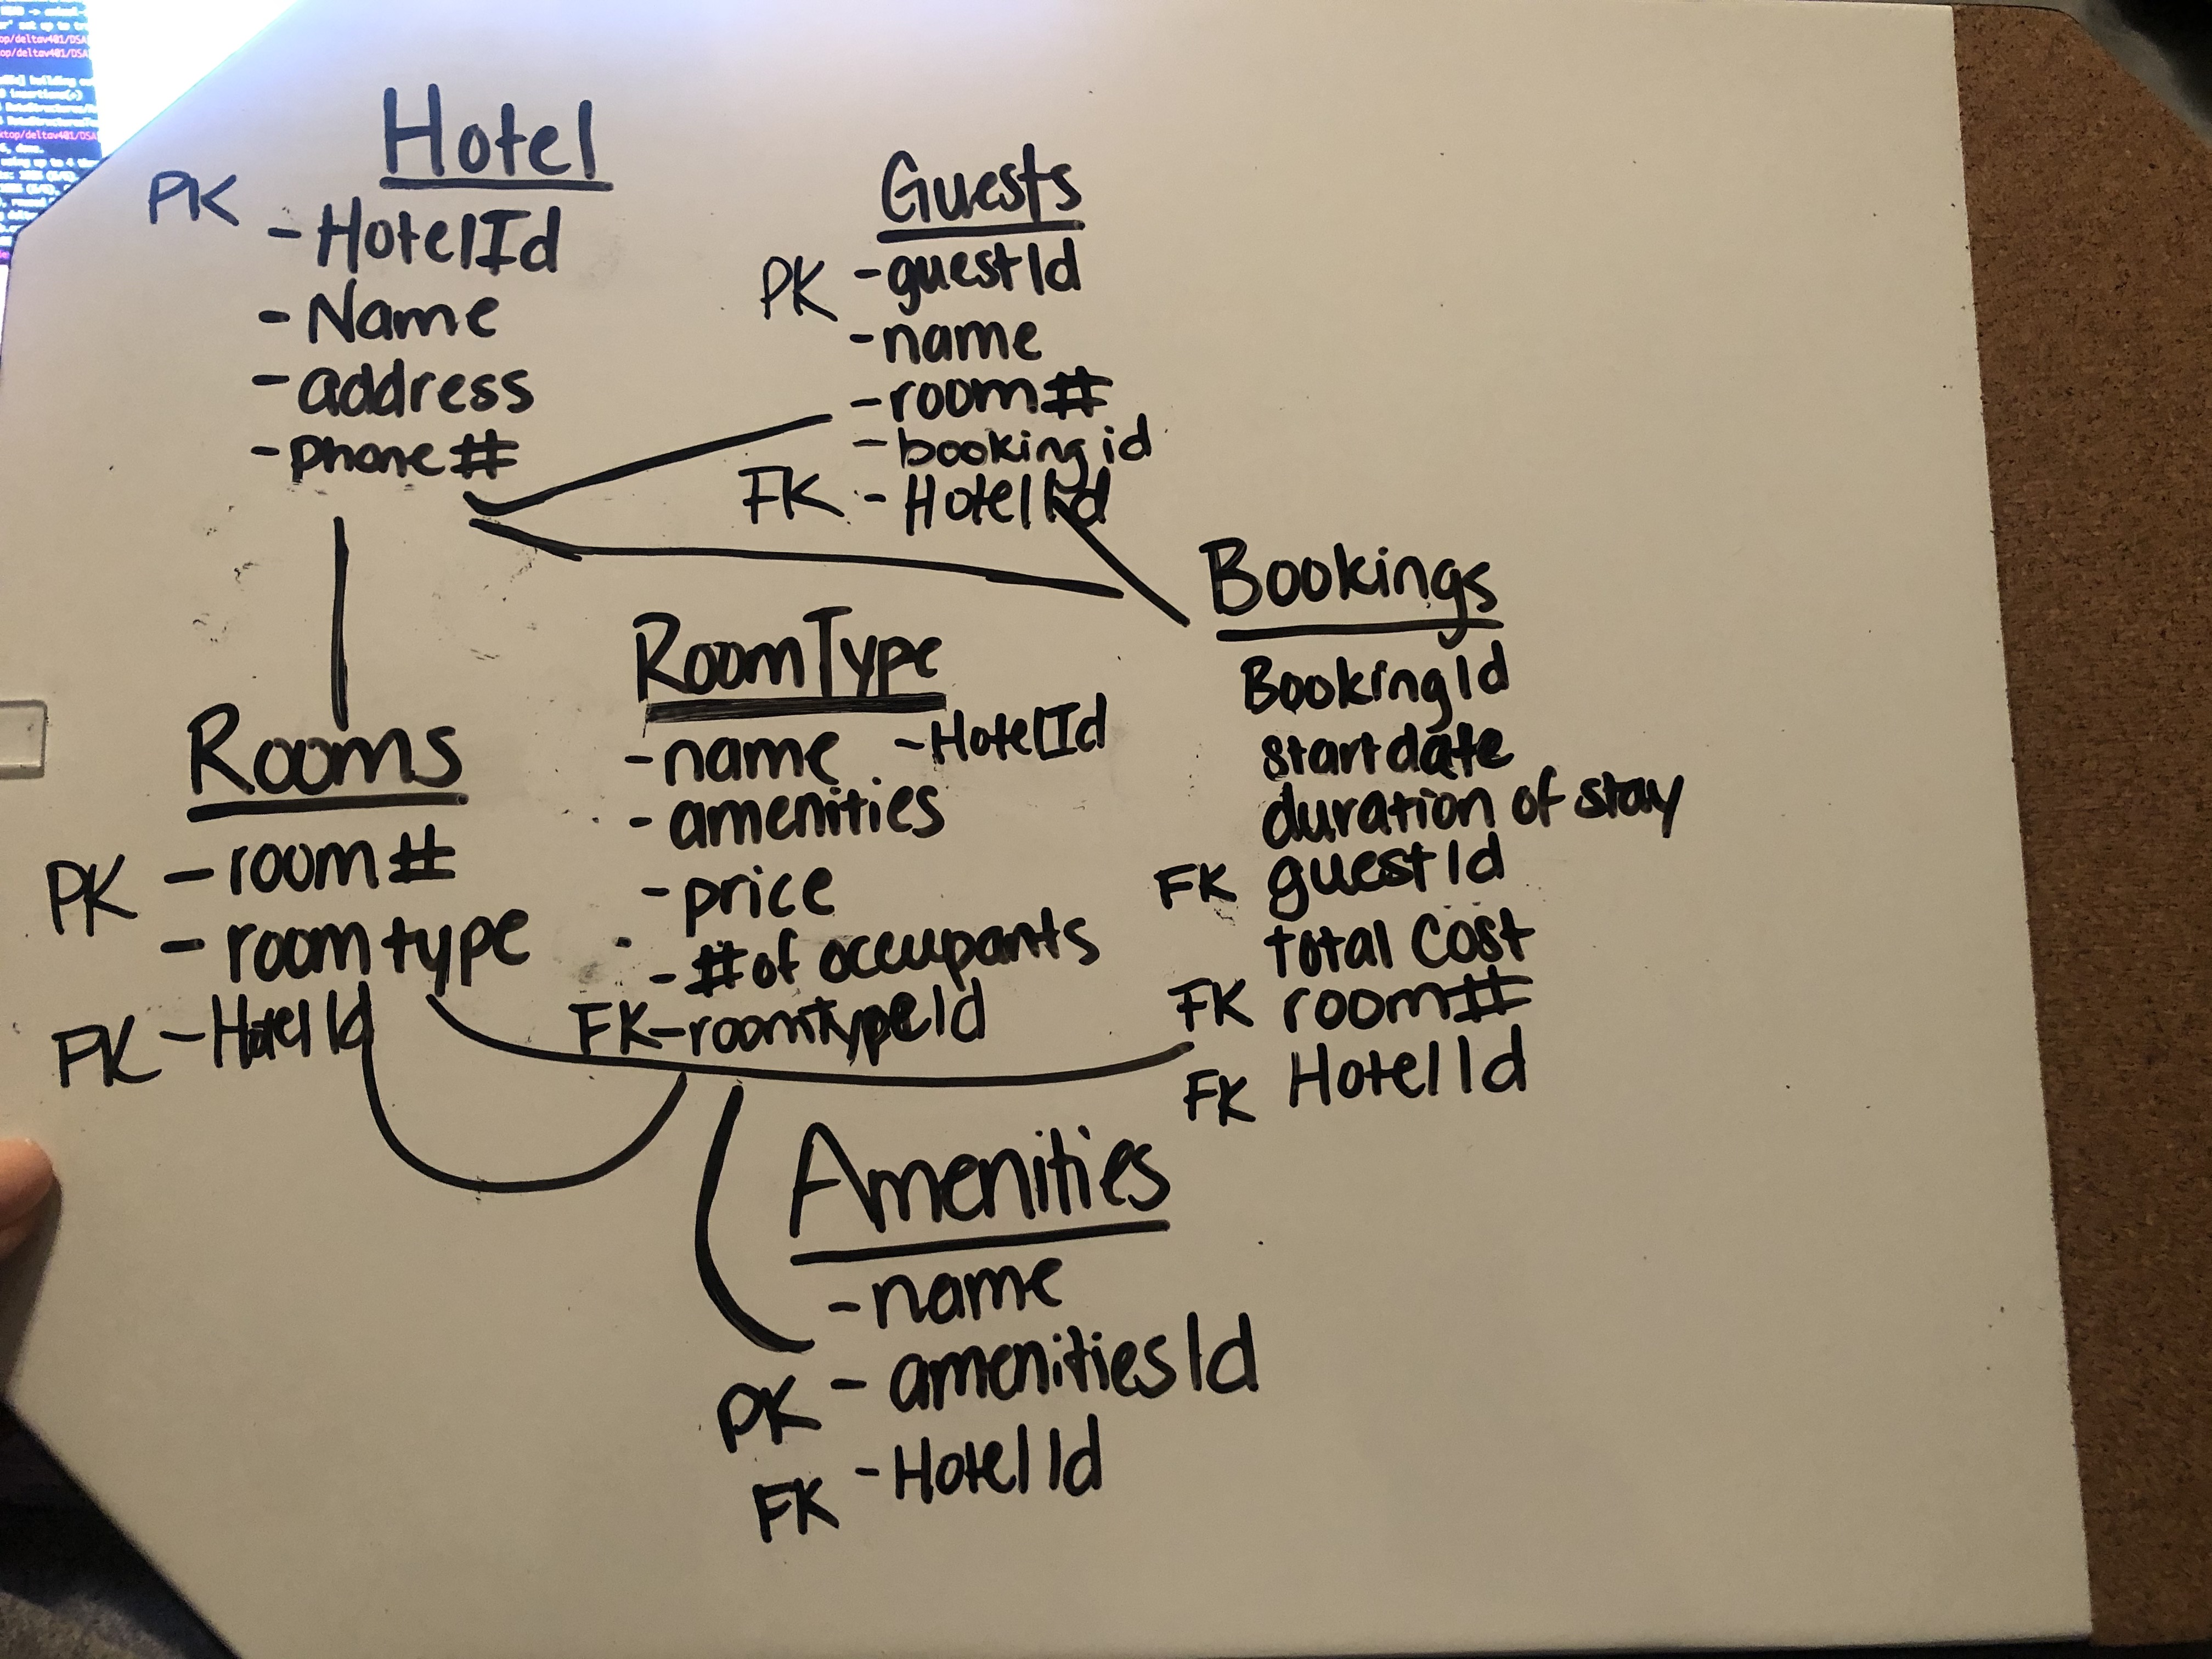 Hotel
PK - HotelId
- Name
- address
- phone #
Guests
PK - guestId
- name
- room #
- booking id
FK - HotelId
Rooms
PK - room #
- room type
FK - HotelId
RoomType
- name - HotelId
- amenities
- price
- # of occupants
FK - roomtypeId
Bookings
BookingId
start date
duration of stay
FK guestId
total cost
FK room #
FK HotelId
Amenities
- name
PK - amenitiesId
FK - HotelId